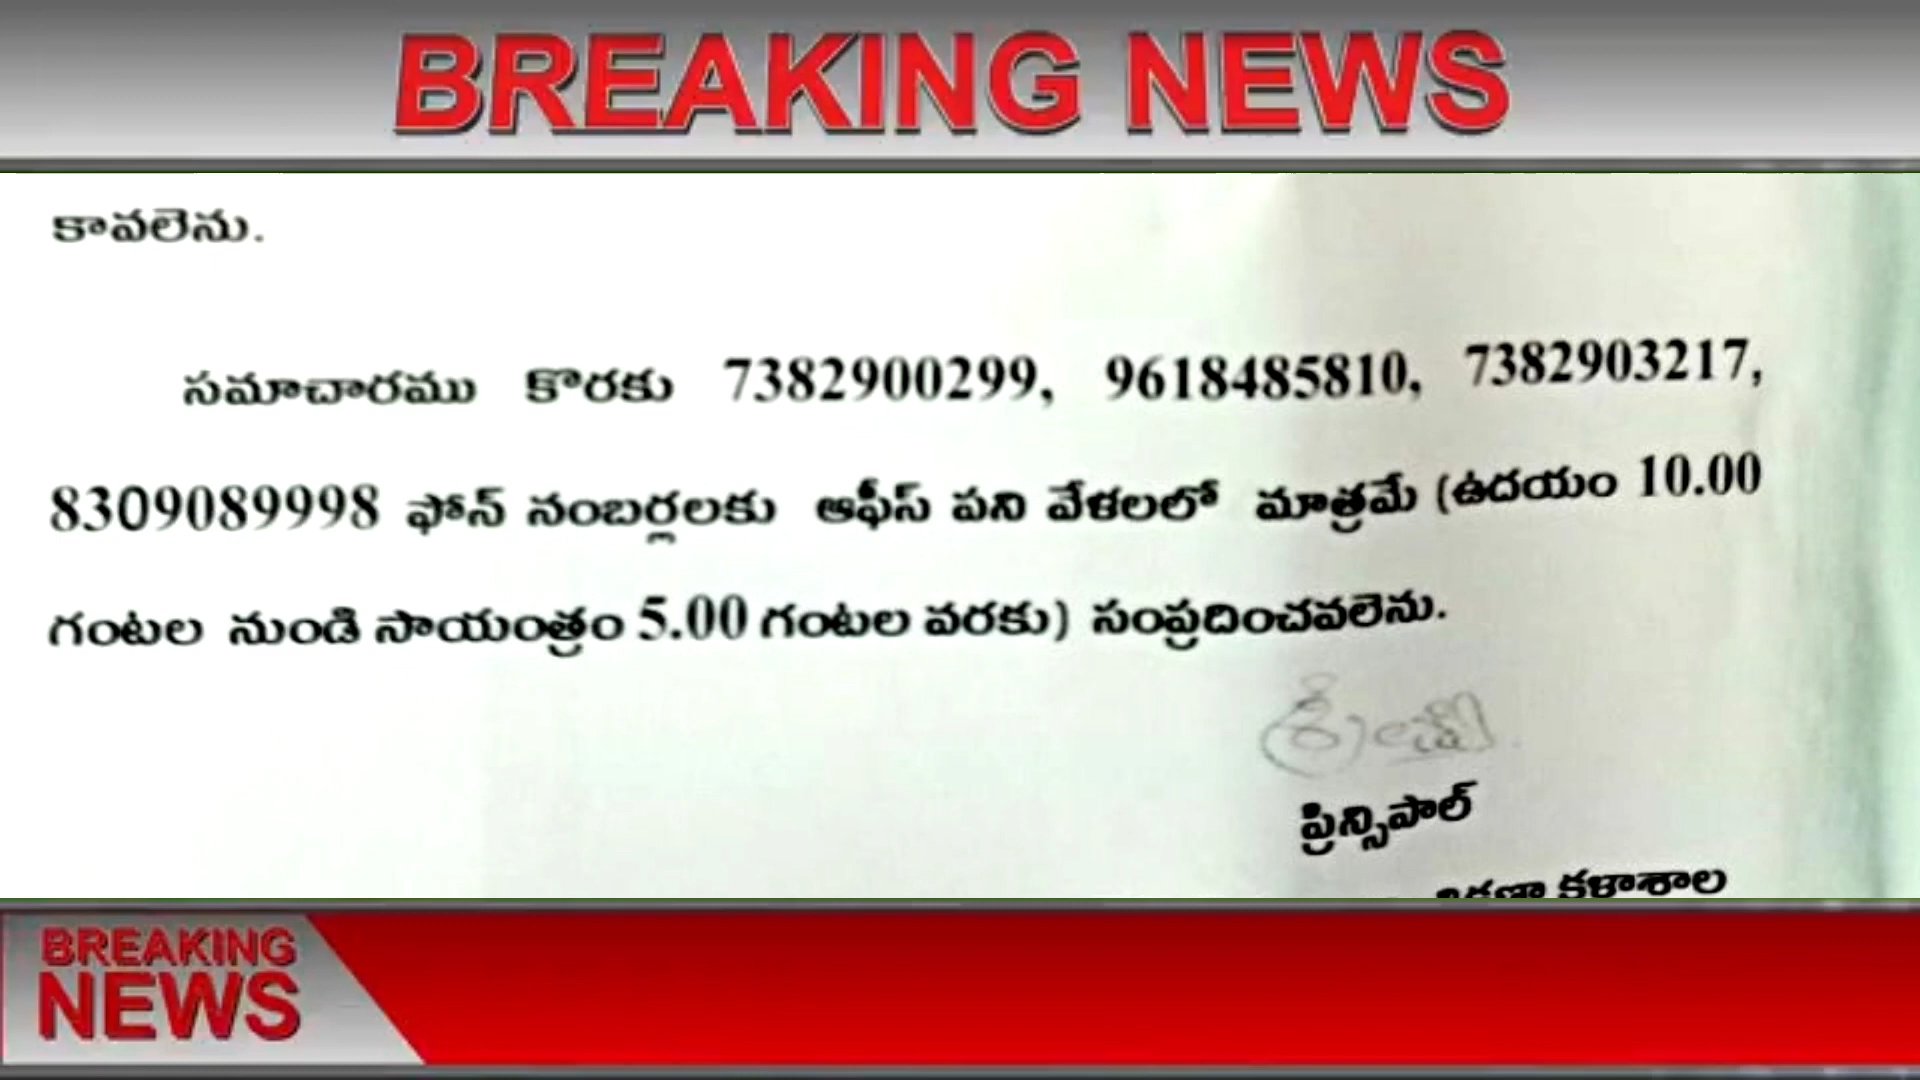 BREAKING NEWS
కావలెను.
సమాచారము కొరకు 7382900299, 9618485810, 7382903217,
8309089998 ఫోన్ నంబర్లలకు ఆఫీస్ పని వేళలలో మాత్రమే (ఉదయం 10.00
గంటల నుండి సాయంత్రం 5.00 గంటల వరకు) సంప్రదించవలెను.
ప్రిన్సిపాల్
కళాశాల
BREAKING
NEWS